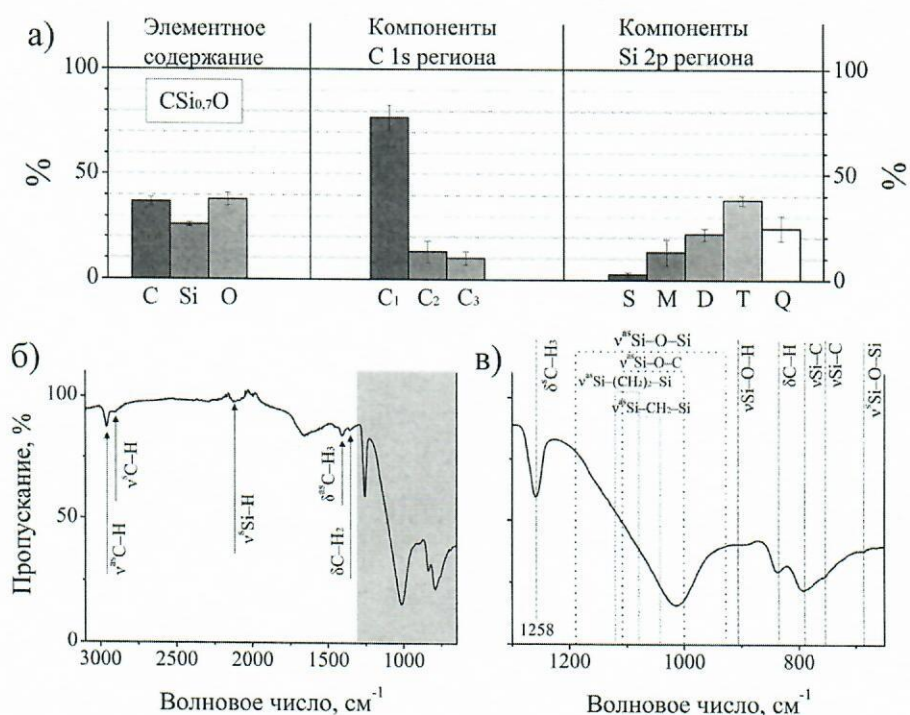 а)
Элементное
содержание
Компоненты
C 1s региона
Компоненты
Si 2p региона
100
100
CSi₀,₇O
%
50
50
%
0
0
C Si O
C₁ C₂ C₃
S M D T Q
б)
100
50
0
Пропускание, %
νᵃˢC–H
νˢC–H
νˢSi–H
δᵃˢC–H₃
δC–H₂
3000 2500 2000 1500 1000
Волновое число, см⁻¹
в)
δˢC–H₃
νᵃˢSi–O–Si
νᵃˢSi–O–C
νᵃˢSi–(CH₂)₂–Si
νᵃˢSi–CH₂–Si
νSi–O–H
δC–H
νSi–C
νSi–C
νˢSi–O–Si
1258
1200 1000 800
Волновое число, см⁻¹